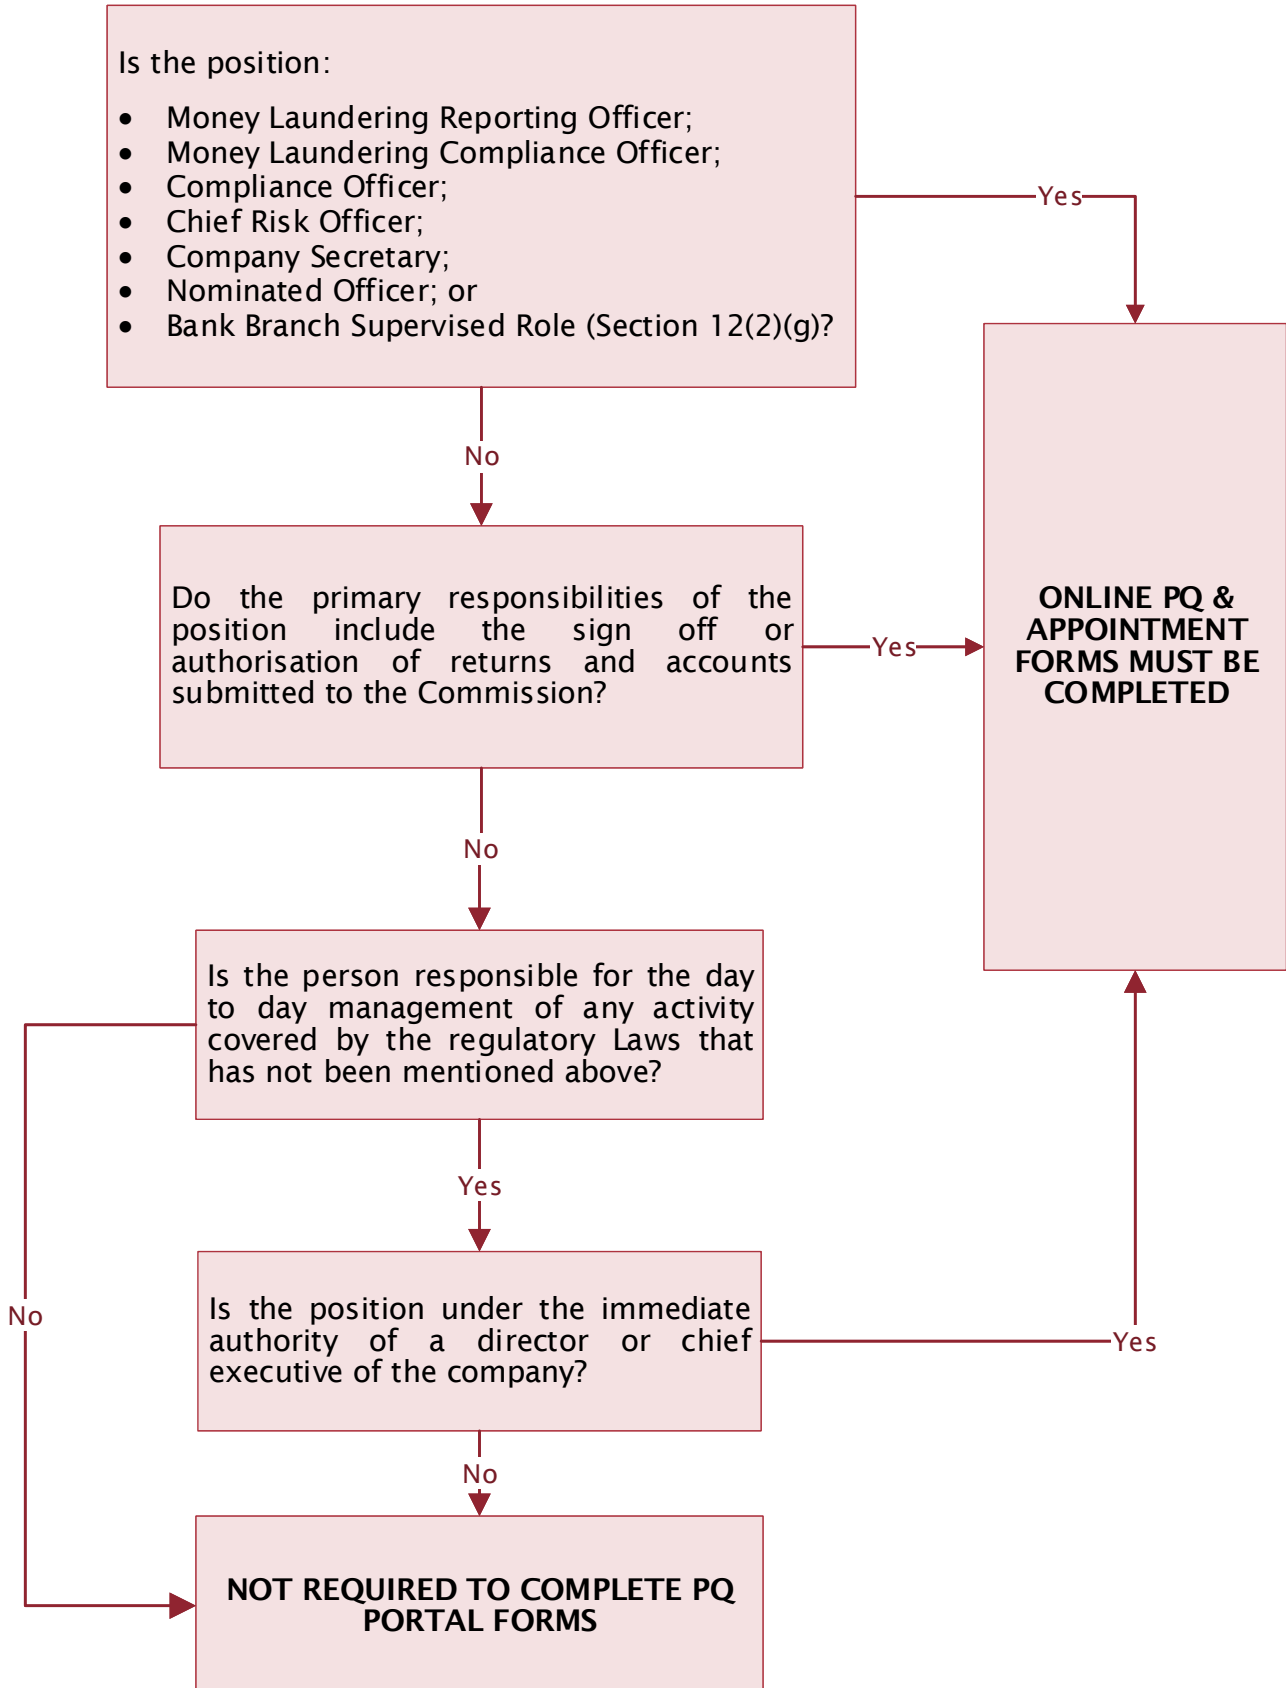 Is the position:
• Money Laundering Reporting Officer;
• Money Laundering Compliance Officer;
• Compliance Officer;
• Chief Risk Officer;
• Company Secretary;
• Nominated Officer; or
• Bank Branch Supervised Role (Section 12(2)(g)?
Yes
No
Do the primary responsibilities of the
position include the sign off or
authorisation of returns and accounts
submitted to the Commission?
Yes
ONLINE PQ &
APPOINTMENT
FORMS MUST BE
COMPLETED
No
Is the person responsible for the day
to day management of any activity
covered by the regulatory Laws that
has not been mentioned above?
Yes
No
Is the position under the immediate
authority of a director or chief
executive of the company?
Yes
No
NOT REQUIRED TO COMPLETE PQ
PORTAL FORMS